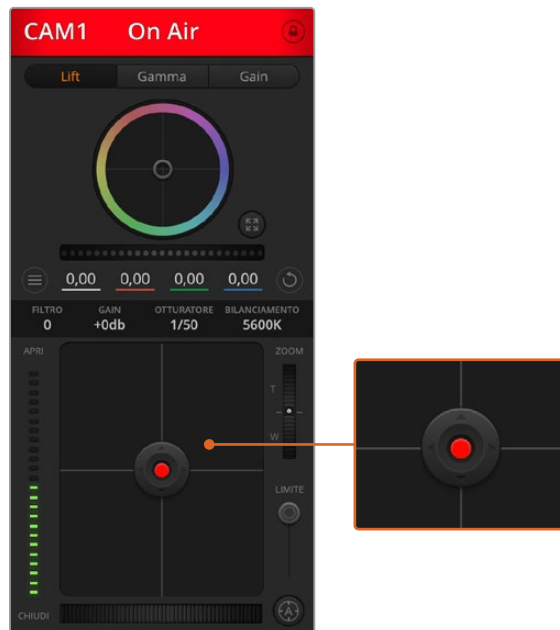 CAM1 On Air
Lift Gamma Gain
0,00 0,00 0,00 0,00
FILTRO GAIN OTTURATORE BILANCIAMENTO
0 +0db 1/50 5600K
APRI ZOOM
T
W
LIMITE
CHIUDI A